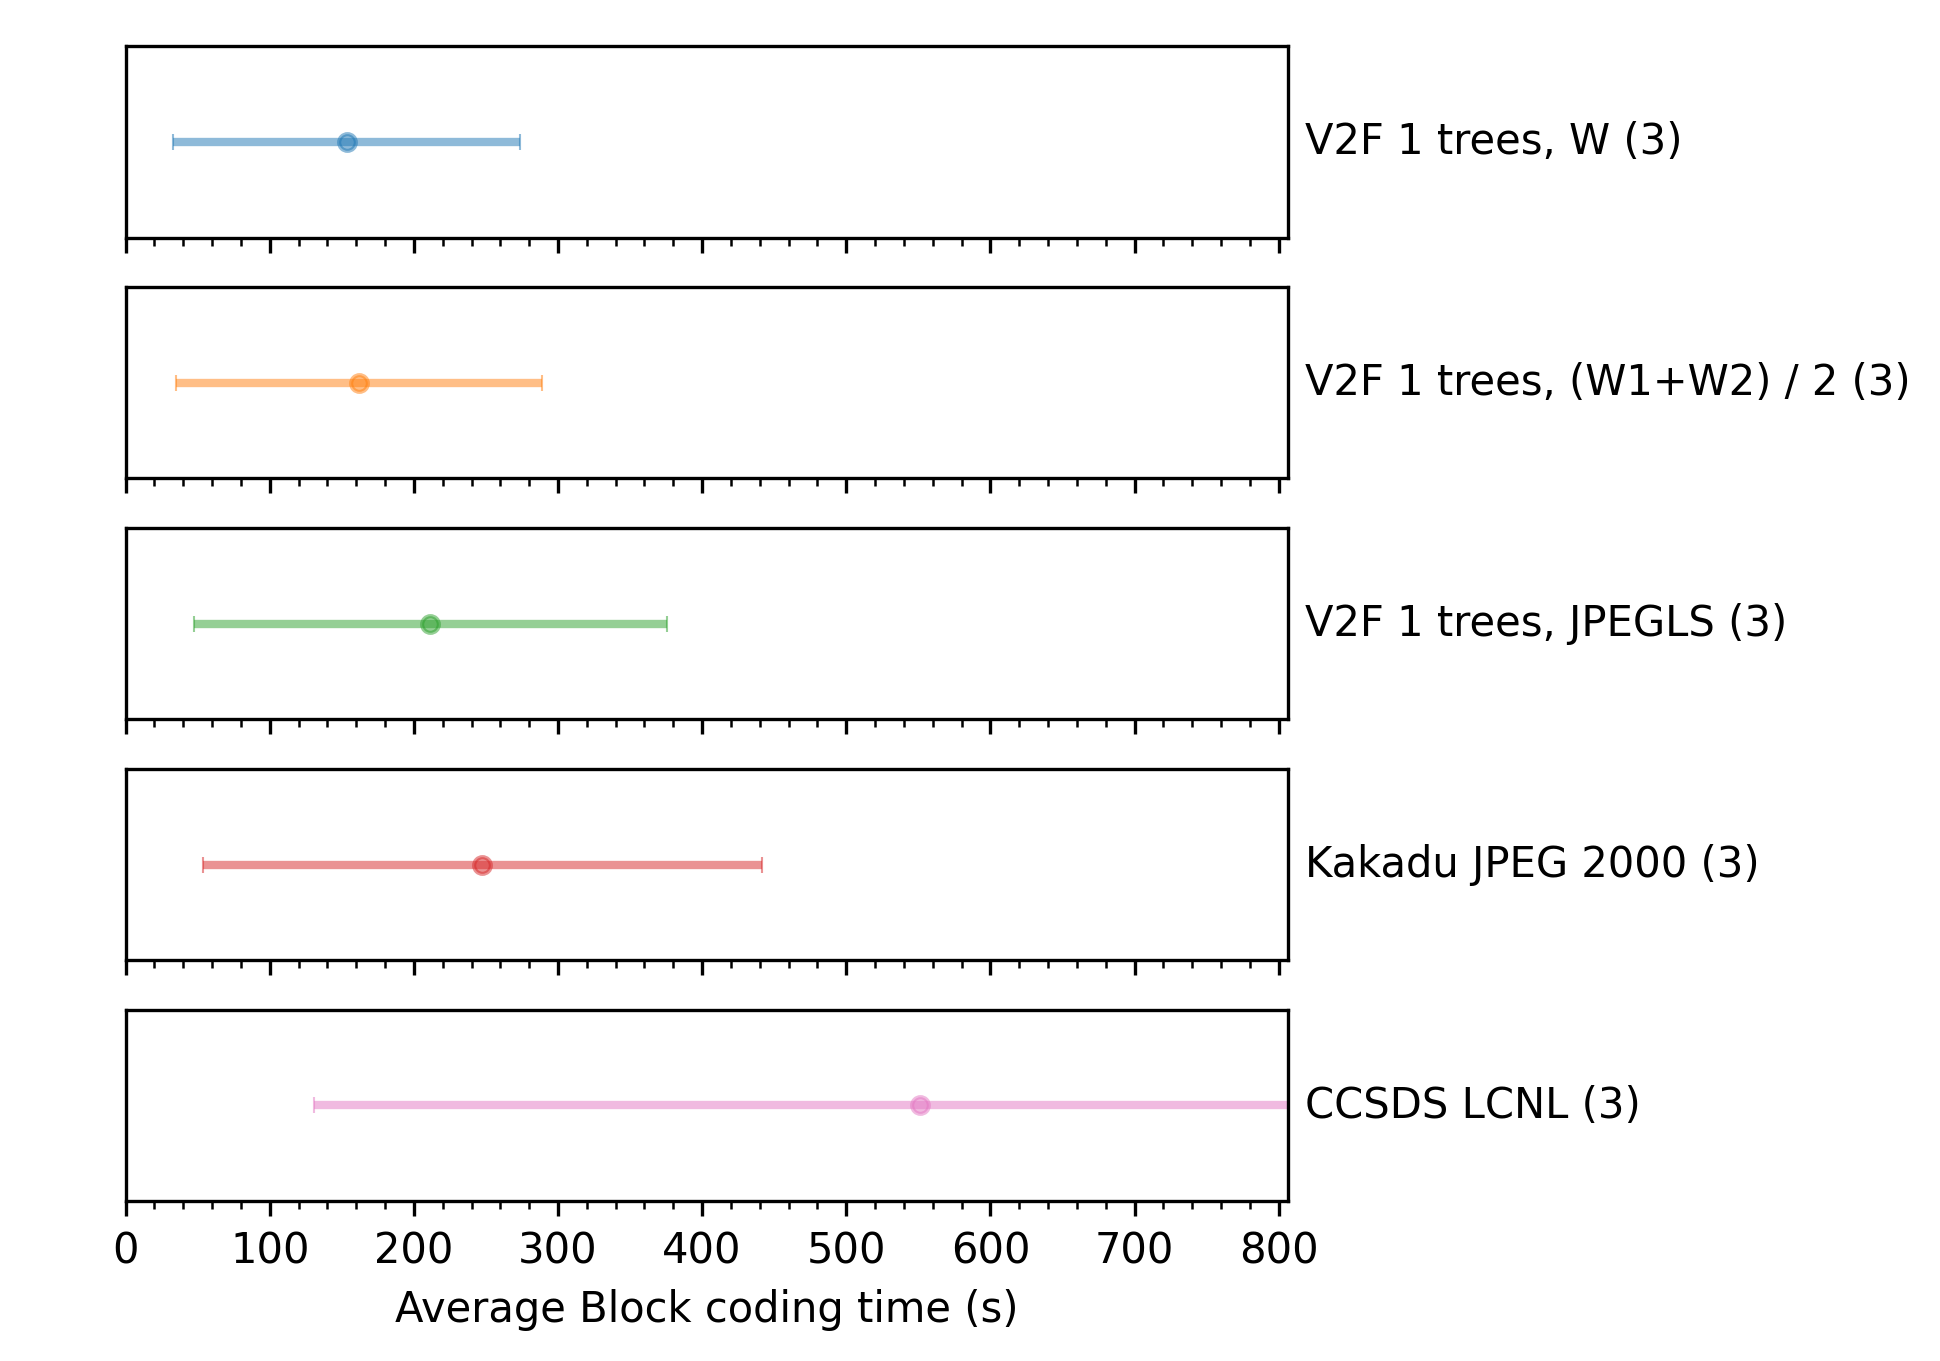 V2F 1 trees, W (3)
V2F 1 trees, (W1+W2) / 2 (3)
V2F 1 trees, JPEGLS (3)
Kakadu JPEG 2000 (3)
CCSDS LCNL (3)
0 100 200 300 400 500 600 700 800
Average Block coding time (s)